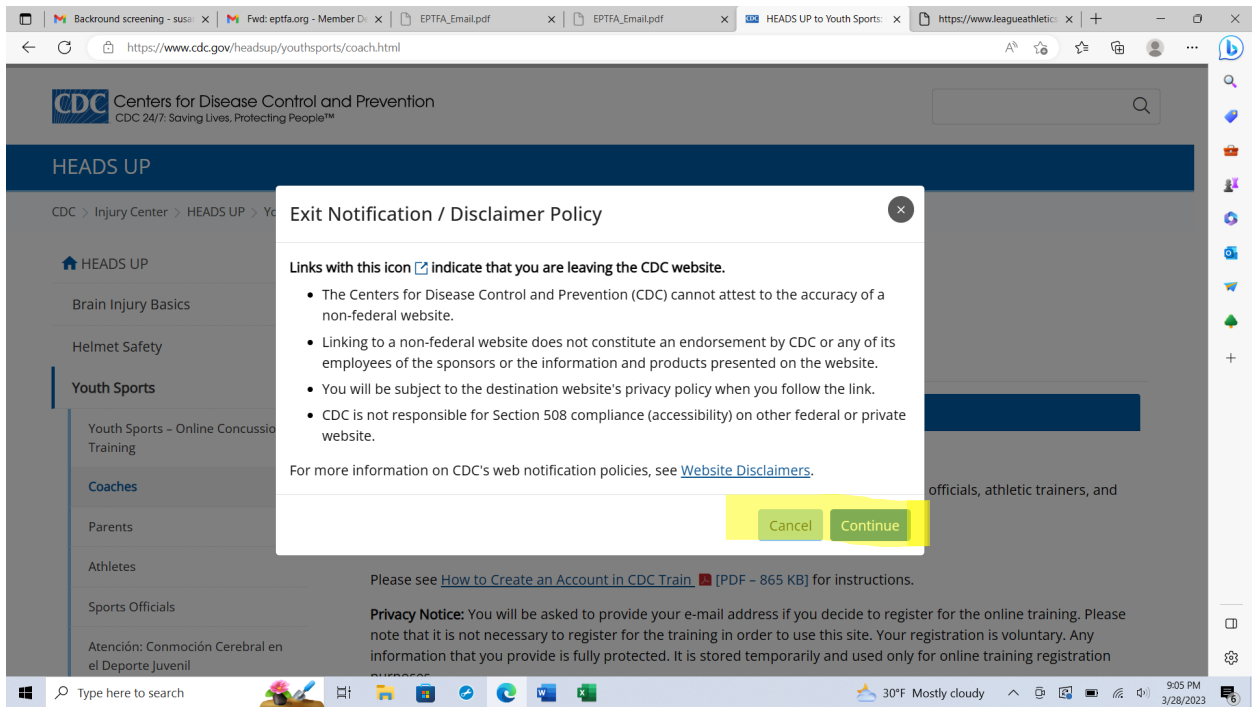 Backround screening - susa
Fwd: eptfa.org - Member De
EPTFA_Email.pdf
EPTFA_Email.pdf
HEADS UP to Youth Sports:
https://www.leagueathletics
https://www.cdc.gov/headsup/youthsports/coach.html
CDC
Centers for Disease Control and Prevention
CDC 24/7: Saving Lives, Protecting People™
HEADS UP
CDC > Injury Center > HEADS UP > Yo
HEADS UP
Brain Injury Basics
Helmet Safety
Youth Sports
Youth Sports – Online Concussio
Training
Coaches
Parents
Athletes
Sports Officials
Atención: Conmoción Cerebral en
el Deporte Juvenil
Exit Notification / Disclaimer Policy
Links with this icon indicate that you are leaving the CDC website.
• The Centers for Disease Control and Prevention (CDC) cannot attest to the accuracy of a
non-federal website.
• Linking to a non-federal website does not constitute an endorsement by CDC or any of its
employees of the sponsors or the information and products presented on the website.
• You will be subject to the destination website's privacy policy when you follow the link.
• CDC is not responsible for Section 508 compliance (accessibility) on other federal or private
website.
For more information on CDC's web notification policies, see Website Disclaimers.
Cancel Continue
officials, athletic trainers, and
Please see How to Create an Account in CDC Train [PDF – 865 KB] for instructions.
Privacy Notice: You will be asked to provide your e-mail address if you decide to register for the online training. Please
note that it is not necessary to register for the training in order to use this site. Your registration is voluntary. Any
information that you provide is fully protected. It is stored temporarily and used only for online training registration
purposes
Type here to search
30°F Mostly cloudy
9:05 PM
3/28/2023
6